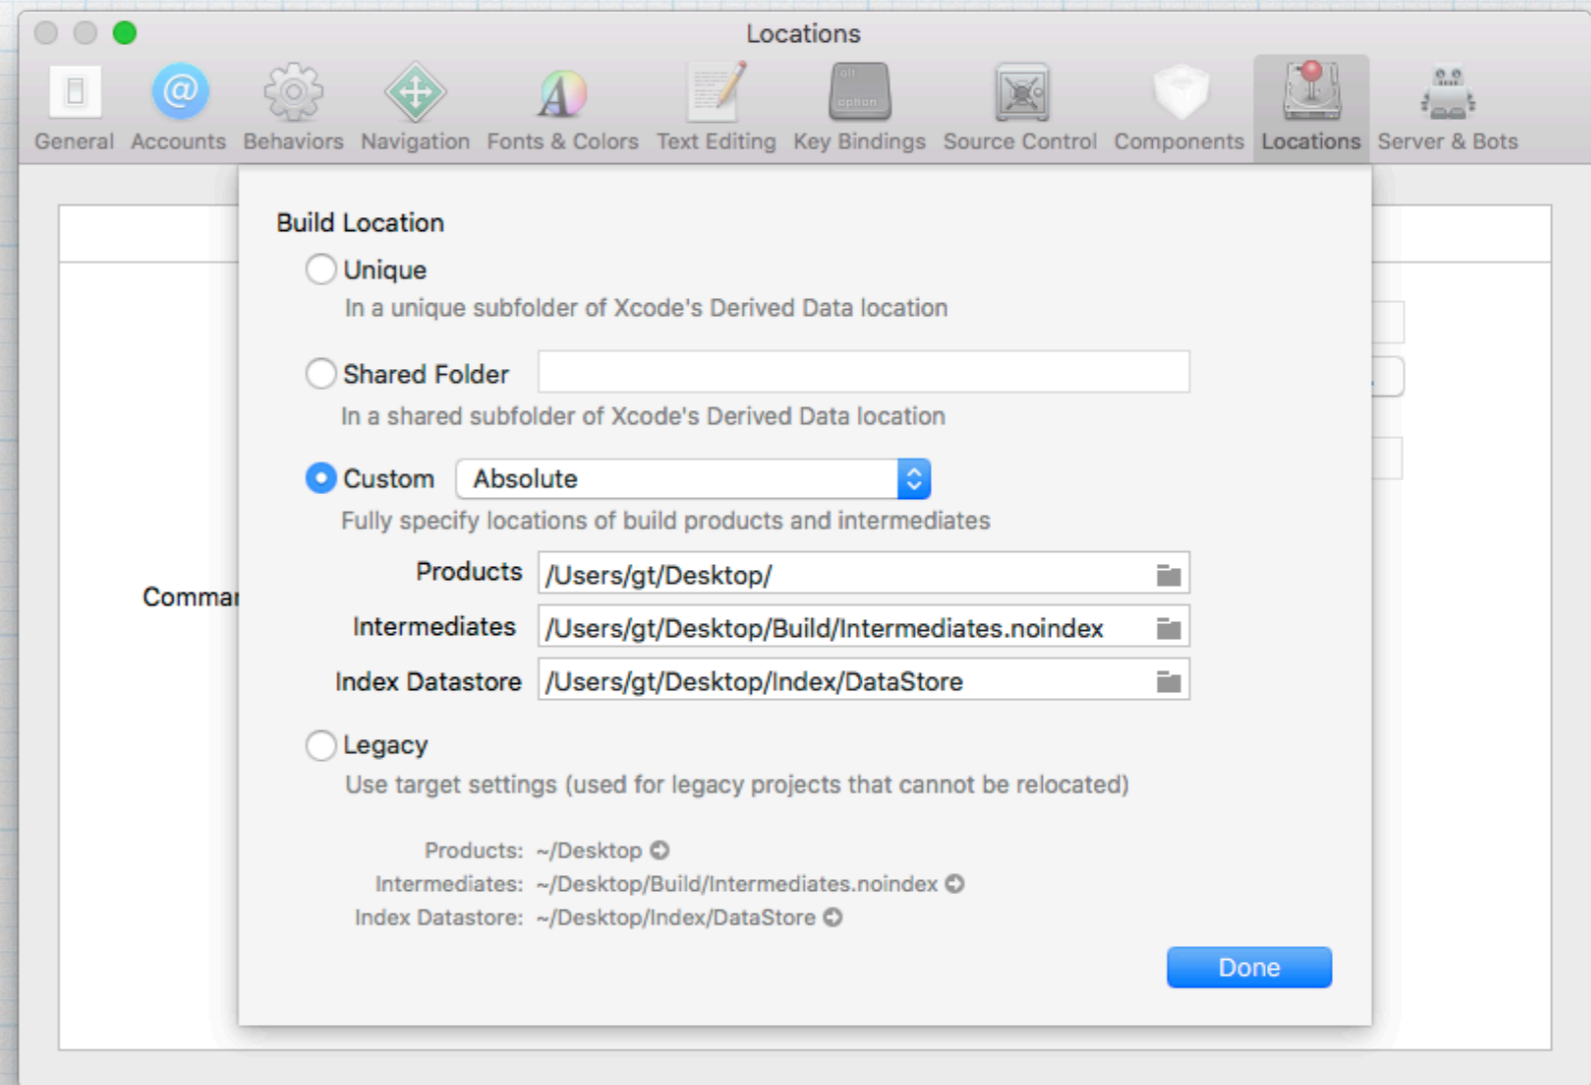 Locations
General Accounts Behaviors Navigation Fonts & Colors Text Editing Key Bindings Source Control Components Locations Server & Bots
Build Location
Unique
In a unique subfolder of Xcode's Derived Data location
Shared Folder
In a shared subfolder of Xcode's Derived Data location
Custom Absolute
Fully specify locations of build products and intermediates
Products /Users/gt/Desktop/
Comman
Intermediates /Users/gt/Desktop/Build/Intermediates.noindex
Index Datastore /Users/gt/Desktop/Index/DataStore
Legacy
Use target settings (used for legacy projects that cannot be relocated)
Products: ~/Desktop
Intermediates: ~/Desktop/Build/Intermediates.noindex
Index Datastore: ~/Desktop/Index/DataStore
Done